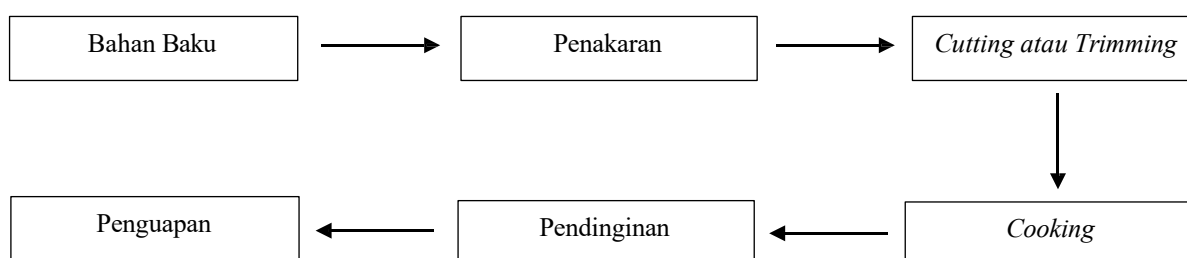 Bahan Baku
Penakaran
Cutting atau Trimming
Cooking
Pendinginan
Penguapan